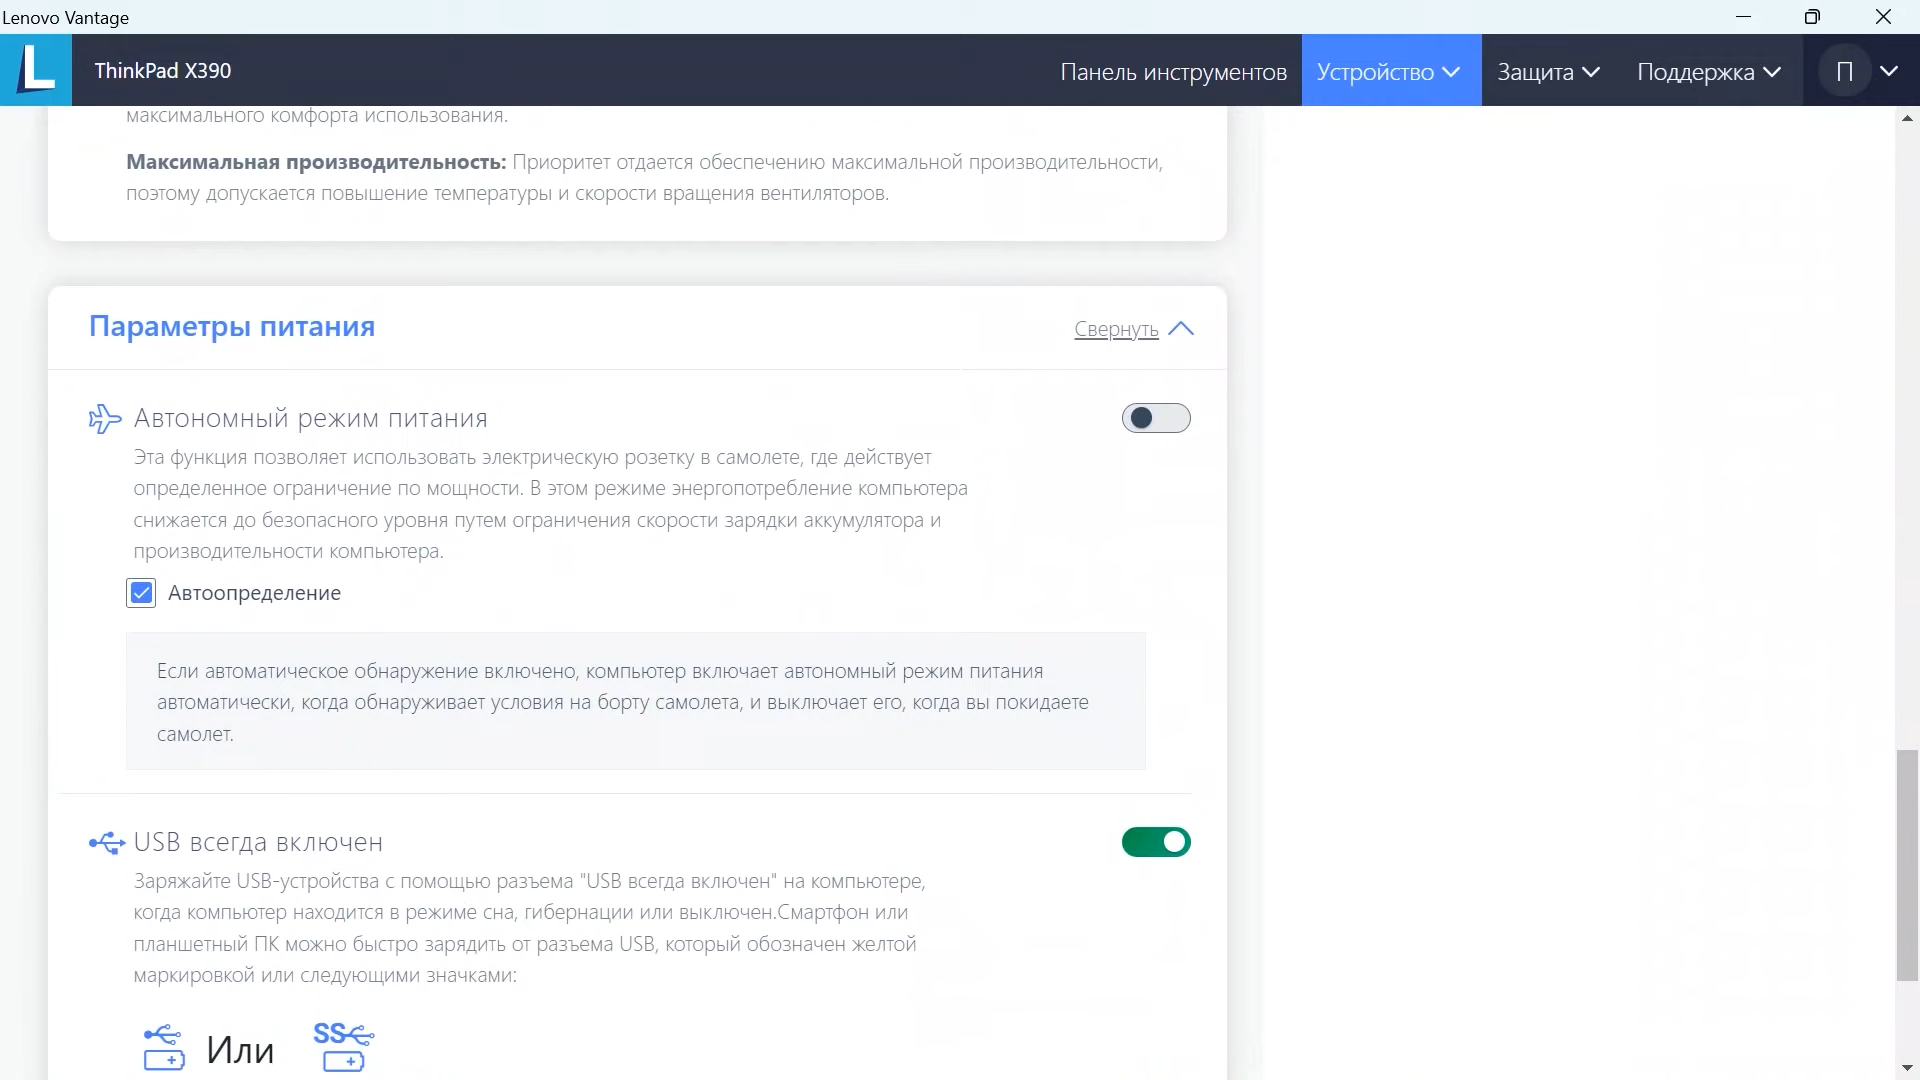 Lenovo Vantage
ThinkPad X390
Панель инструментов
Устройство
Защита
Поддержка
П
максимального комфорта использования.
Максимальная производительность: Приоритет отдается обеспечению максимальной производительности,
поэтому допускается повышение температуры и скорости вращения вентиляторов.
Параметры питания
Свернуть
Автономный режим питания
Эта функция позволяет использовать электрическую розетку в самолете, где действует
определенное ограничение по мощности. В этом режиме энергопотребление компьютера
снижается до безопасного уровня путем ограничения скорости зарядки аккумулятора и
производительности компьютера.
Автоопределение
Если автоматическое обнаружение включено, компьютер включает автономный режим питания
автоматически, когда обнаруживает условия на борту самолета, и выключает его, когда вы покидаете
самолет.
USB всегда включен
Заряжайте USB-устройства с помощью разъема "USB всегда включен" на компьютере,
когда компьютер находится в режиме сна, гибернации или выключен.Смартфон или
планшетный ПК можно быстро зарядить от разъема USB, который обозначен желтой
маркировкой или следующими значками:
Или
SS